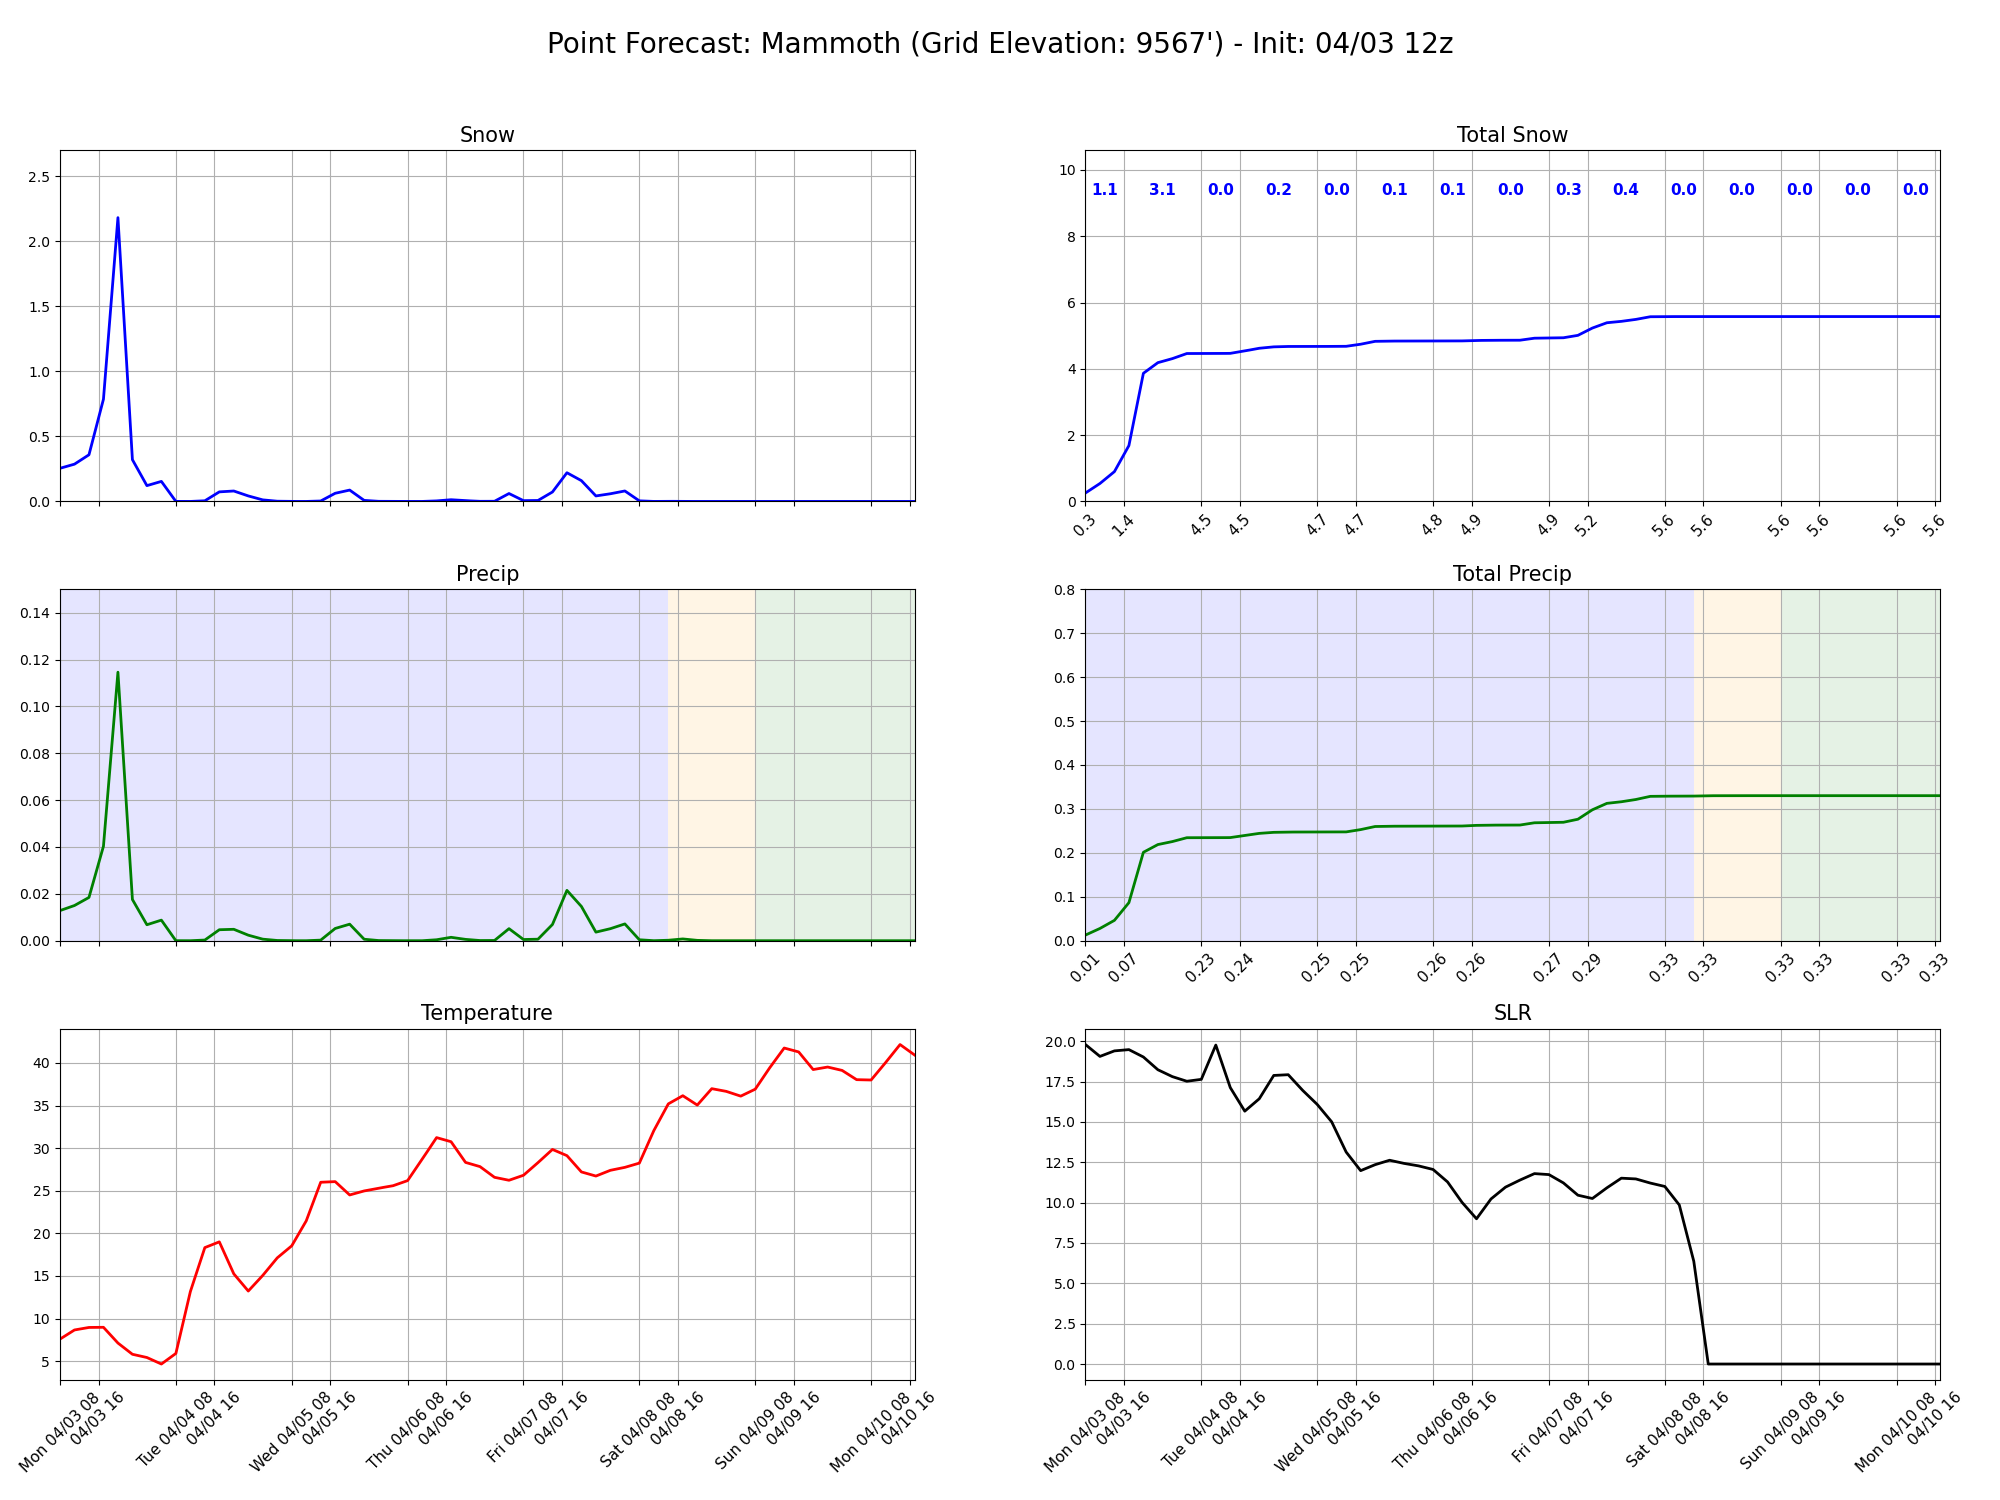 Point Forecast: Mammoth (Grid Elevation: 9567') - Init: 04/03 12z
Snow
2.5
2.0
1.5
1.0
0.5
0.0
Total Snow
10
8
6
4
2
0
1.1 3.1 0.0 0.2 0.0 0.1 0.1 0.0 0.3 0.4 0.0 0.0 0.0 0.0 0.0
0.3 1.4 4.5 4.5 4.7 4.7 4.8 4.9 4.9 5.2 5.6 5.6 5.6 5.6 5.6 5.6
Precip
0.14
0.12
0.10
0.08
0.06
0.04
0.02
0.00
Total Precip
0.8
0.7
0.6
0.5
0.4
0.3
0.2
0.1
0.0
0.01 0.07 0.23 0.24 0.25 0.25 0.26 0.26 0.27 0.29 0.33 0.33 0.33 0.33 0.33 0.33
Temperature
40
35
30
25
20
15
10
5
Mon 04/03 08
04/03 16
Tue 04/04 08
04/04 16
Wed 04/05 08
04/05 16
Thu 04/06 08
04/06 16
Fri 04/07 08
04/07 16
Sat 04/08 08
04/08 16
Sun 04/09 08
04/09 16
Mon 04/10 08
04/10 16
SLR
20.0
17.5
15.0
12.5
10.0
7.5
5.0
2.5
0.0
Mon 04/03 08
04/03 16
Tue 04/04 08
04/04 16
Wed 04/05 08
04/05 16
Thu 04/06 08
04/06 16
Fri 04/07 08
04/07 16
Sat 04/08 08
04/08 16
Sun 04/09 08
04/09 16
Mon 04/10 08
04/10 16